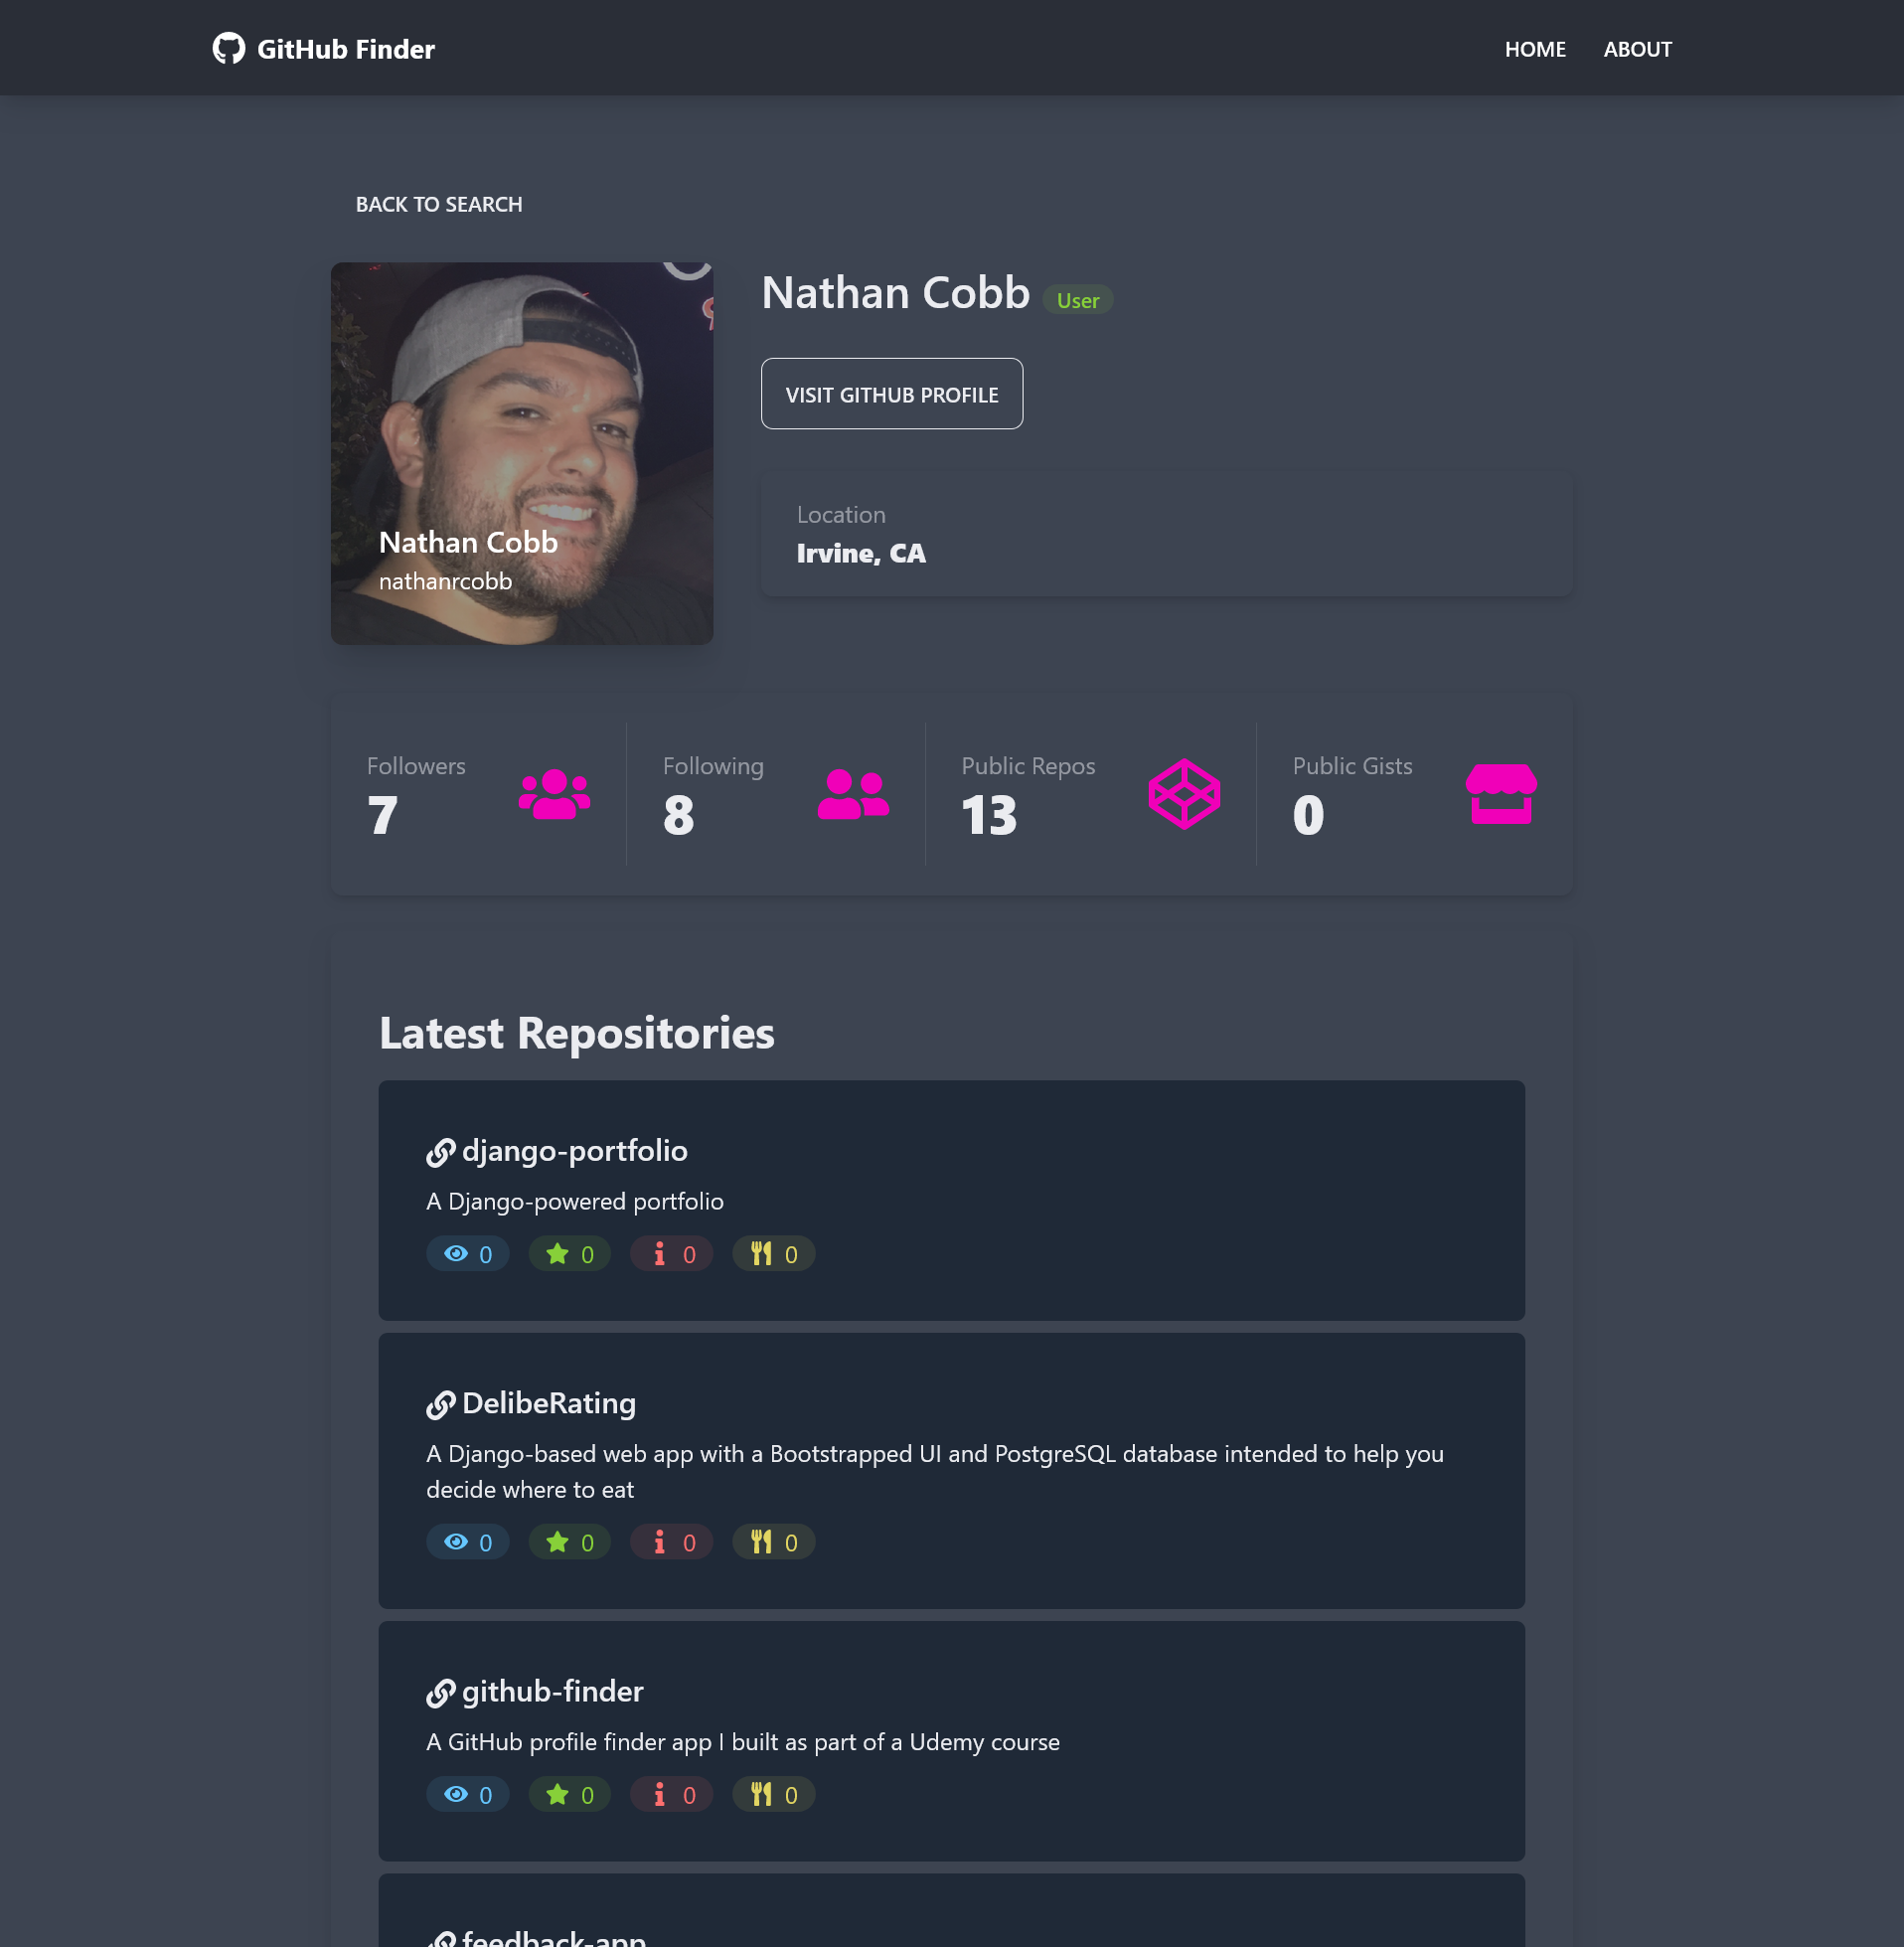 GitHub Finder
HOME ABOUT
BACK TO SEARCH
Nathan Cobb
nathanrcobb
Nathan Cobb User
VISIT GITHUB PROFILE
Location
Irvine, CA
Followers
7
Following
8
Public Repos
13
Public Gists
0
Latest Repositories
django-portfolio
A Django-powered portfolio
0 0 0 0
DelibeRating
A Django-based web app with a Bootstrapped UI and PostgreSQL database intended to help you
decide where to eat
0 0 0 0
github-finder
A GitHub profile finder app I built as part of a Udemy course
0 0 0 0
feedback-app